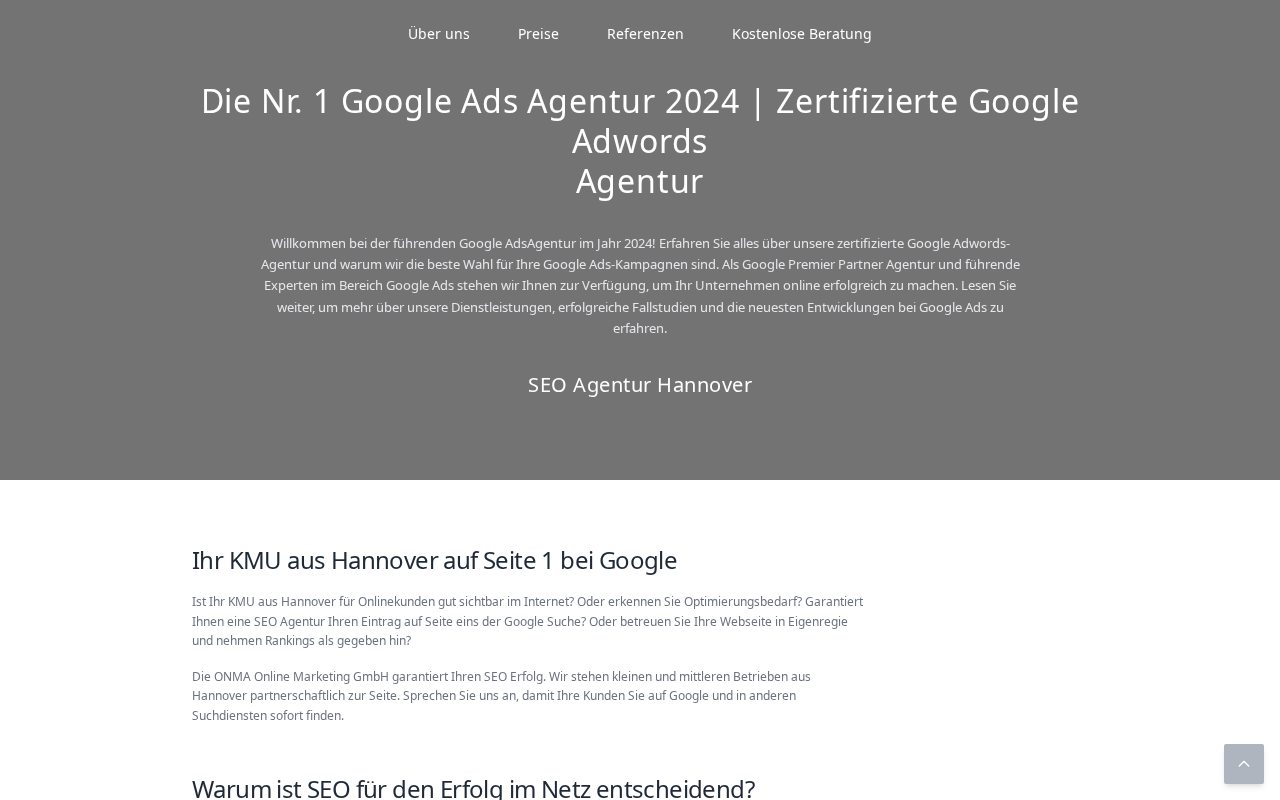 Über uns
Preise
Referenzen
Kostenlose Beratung
Die Nr. 1 Google Ads Agentur 2024 | Zertifizierte Google
Adwords
Agentur
Willkommen bei der führenden Google AdsAgentur im Jahr 2024! Erfahren Sie alles über unsere zertifizierte Google Adwords-
Agentur und warum wir die beste Wahl für Ihre Google Ads-Kampagnen sind. Als Google Premier Partner Agentur und führende
Experten im Bereich Google Ads stehen wir Ihnen zur Verfügung, um Ihr Unternehmen online erfolgreich zu machen. Lesen Sie
weiter, um mehr über unsere Dienstleistungen, erfolgreiche Fallstudien und die neuesten Entwicklungen bei Google Ads zu
erfahren.
SEO Agentur Hannover
Ihr KMU aus Hannover auf Seite 1 bei Google
Ist Ihr KMU aus Hannover für Onlinekunden gut sichtbar im Internet? Oder erkennen Sie Optimierungsbedarf? Garantiert
Ihnen eine SEO Agentur Ihren Eintrag auf Seite eins der Google Suche? Oder betreuen Sie Ihre Webseite in Eigenregie
und nehmen Rankings als gegeben hin?
Die ONMA Online Marketing GmbH garantiert Ihren SEO Erfolg. Wir stehen kleinen und mittleren Betrieben aus
Hannover partnerschaftlich zur Seite. Sprechen Sie uns an, damit Ihre Kunden Sie auf Google und in anderen
Suchdiensten sofort finden.
Warum ist SEO für den Erfolg im Netz entscheidend?